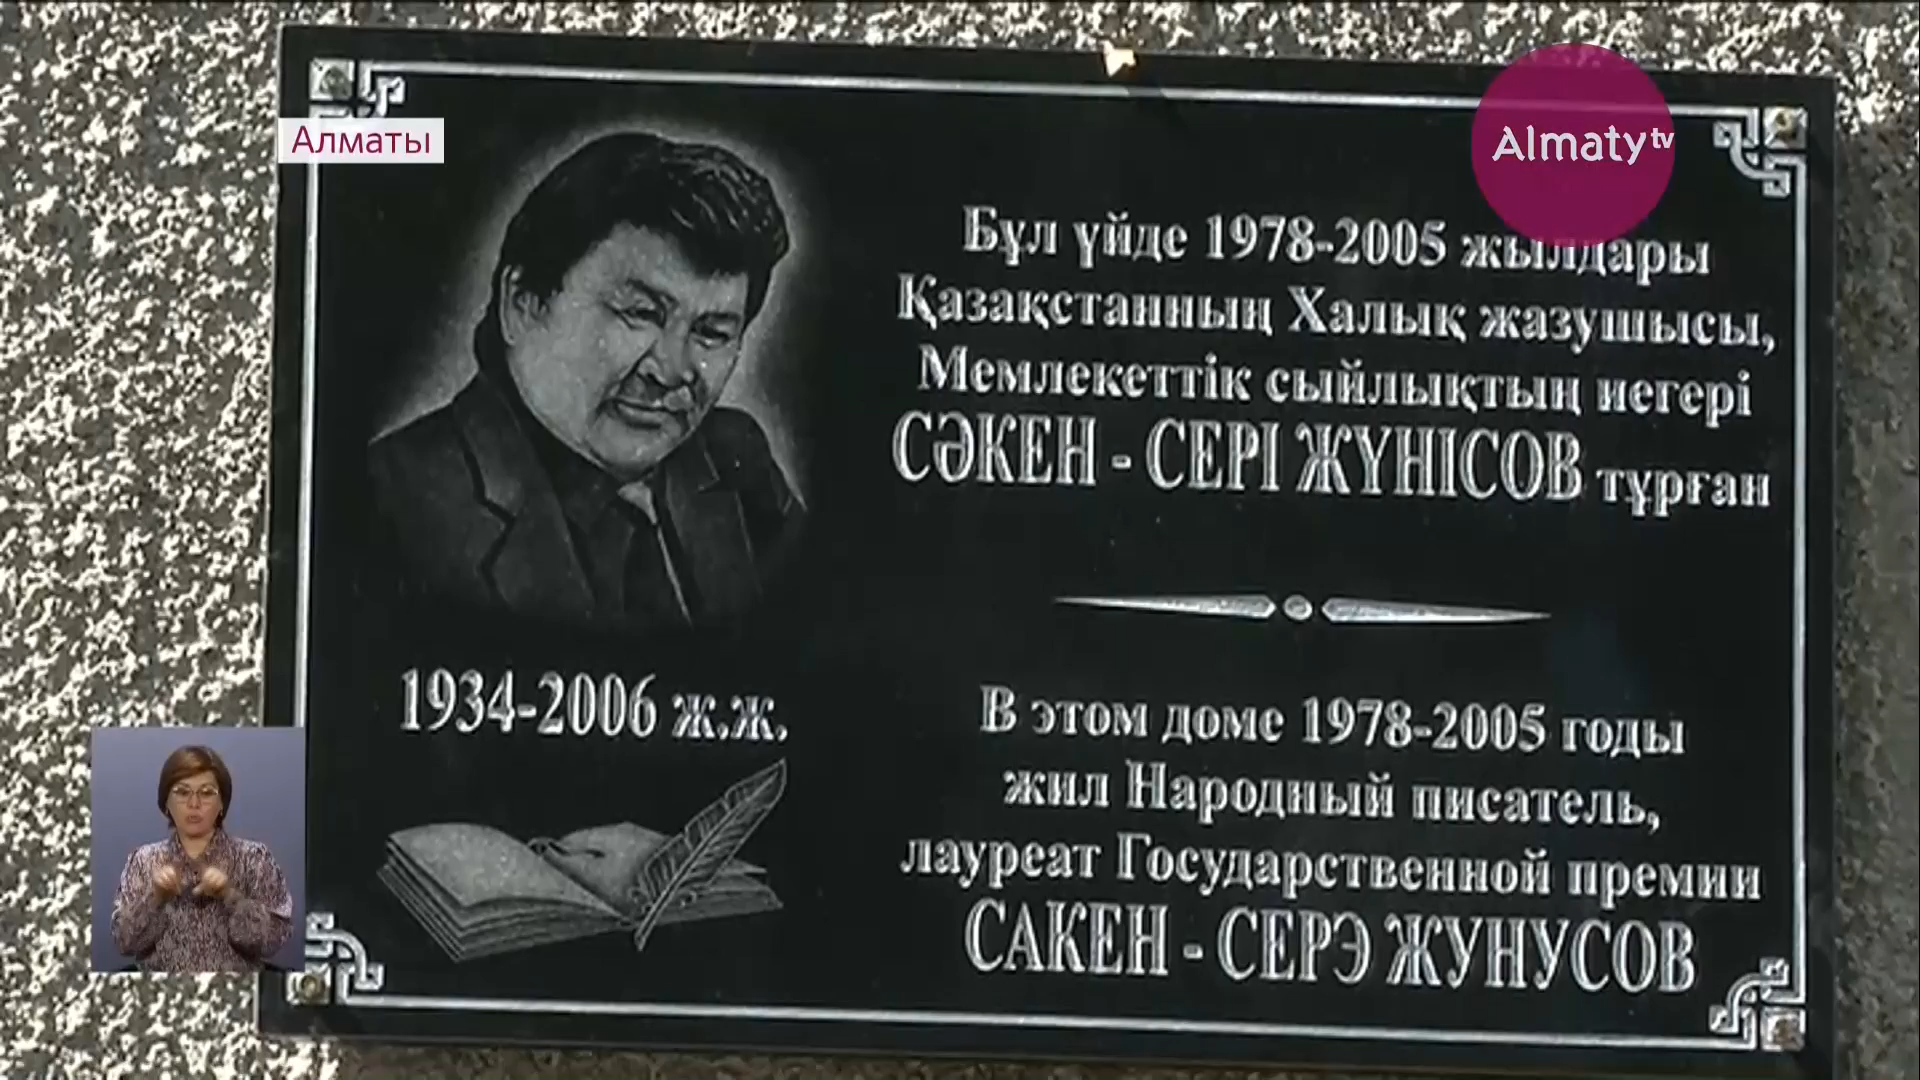 Алматы
Almaty tv
Бұл үйде 1978-2005 жылдары
Қазақстанның Халық жазушысы,
Мемлекеттік сыйлықтың иегері
СӘКЕН - СЕРІ ЖҮНІСОВ тұрған
1934-2006 ж.ж.
В этом доме 1978-2005 годы
жил Народный писатель,
лауреат Государственной премии
САКЕН - СЕРЭ ЖУНУСОВ